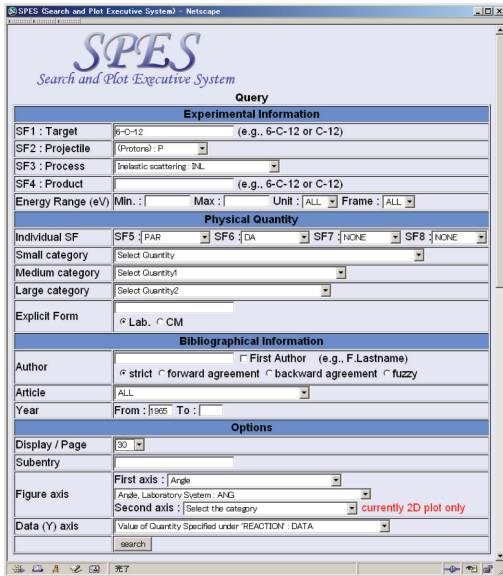 SPES (Search and Plot Executive System) - Netscape
SPES
Search and Plot Executive System
Query
Experimental Information
SF1 : Target 6-C-12 (e.g., 6-C-12 or C-12)
SF2 : Projectile (Protons) : P
SF3 : Process Inelastic scattering : INL
SF4 : Product (e.g., 6-C-12 or C-12)
Energy Range (eV) Min. : Max : Unit : ALL Frame : ALL
Physical Quantity
Individual SF SF5 : PAR SF6 : DA SF7 : NONE SF8 : NONE
Small category Select Quantity
Medium category Select Quantity1
Large category Select Quantity2
Explicit Form
Lab. CM
Bibliographical Information
Author First Author (e.g., F.Lastname)
strict forward agreement backward agreement fuzzy
Article ALL
Year From : 1965 To :
Options
Display / Page 30
Subentry
Figure axis First axis : Angle
Angle, Laboratory System : ANG
Second axis : Select the category currently 2D plot only
Data (Y) axis Value of Quantity Specified under 'REACTION' : DATA
search
完了